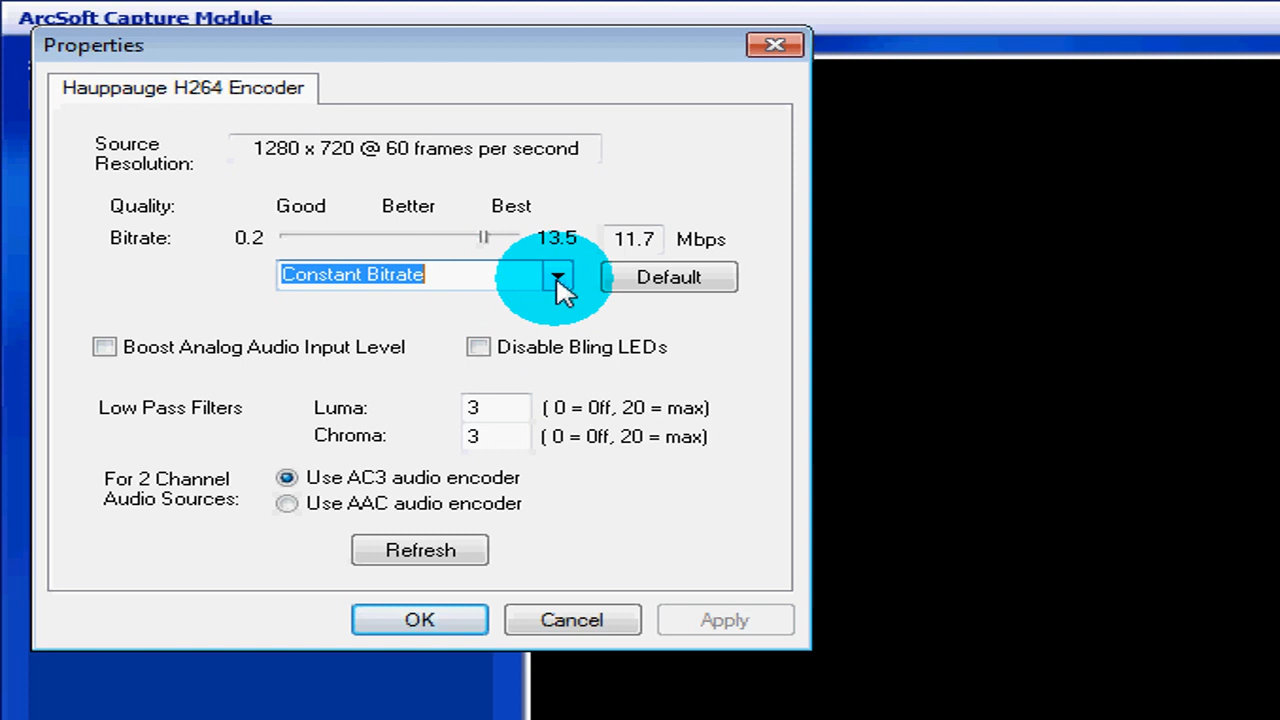 ArcSoft Capture Module
Properties
Hauppauge H264 Encoder
Source
Resolution:
1280 x 720 @ 60 frames per second
Quality: Good Better Best
Bitrate: 0.2 13.5 11.7 Mbps
Constant Bitrate Default
Boost Analog Audio Input Level Disable Bling LEDs
Low Pass Filters Luma: 3 ( 0 = Off, 20 = max)
Chroma: 3 ( 0 = Off, 20 = max)
For 2 Channel
Audio Sources:
Use AC3 audio encoder
Use AAC audio encoder
Refresh
OK Cancel Apply